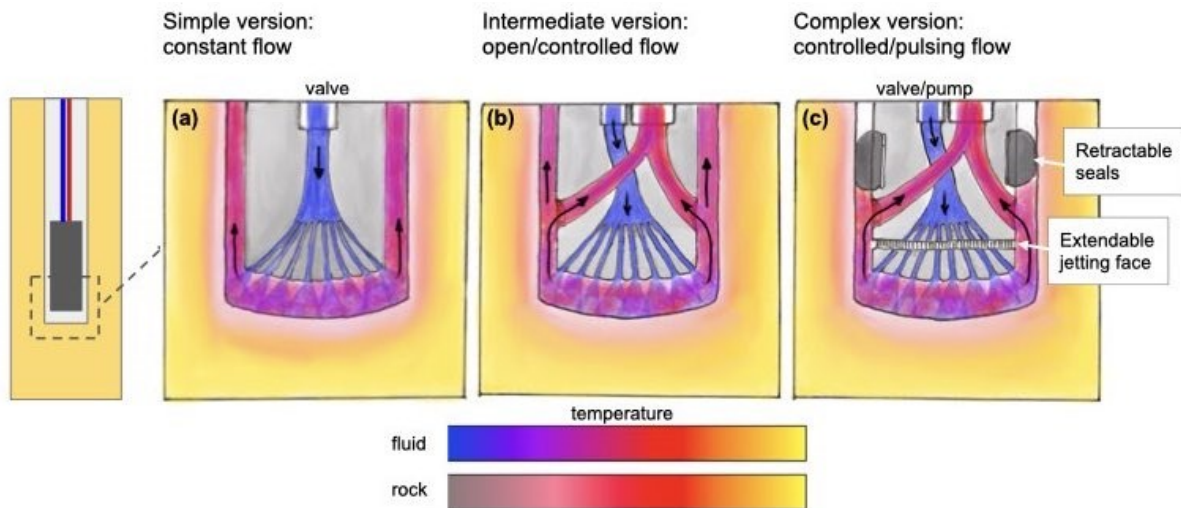 Simple version:
constant flow
Intermediate version:
open/controlled flow
Complex version:
controlled/pulsing flow
valve
valve/pump
(a)
(b)
(c)
Retractable
seals
Extendable
jetting face
temperature
fluid
rock